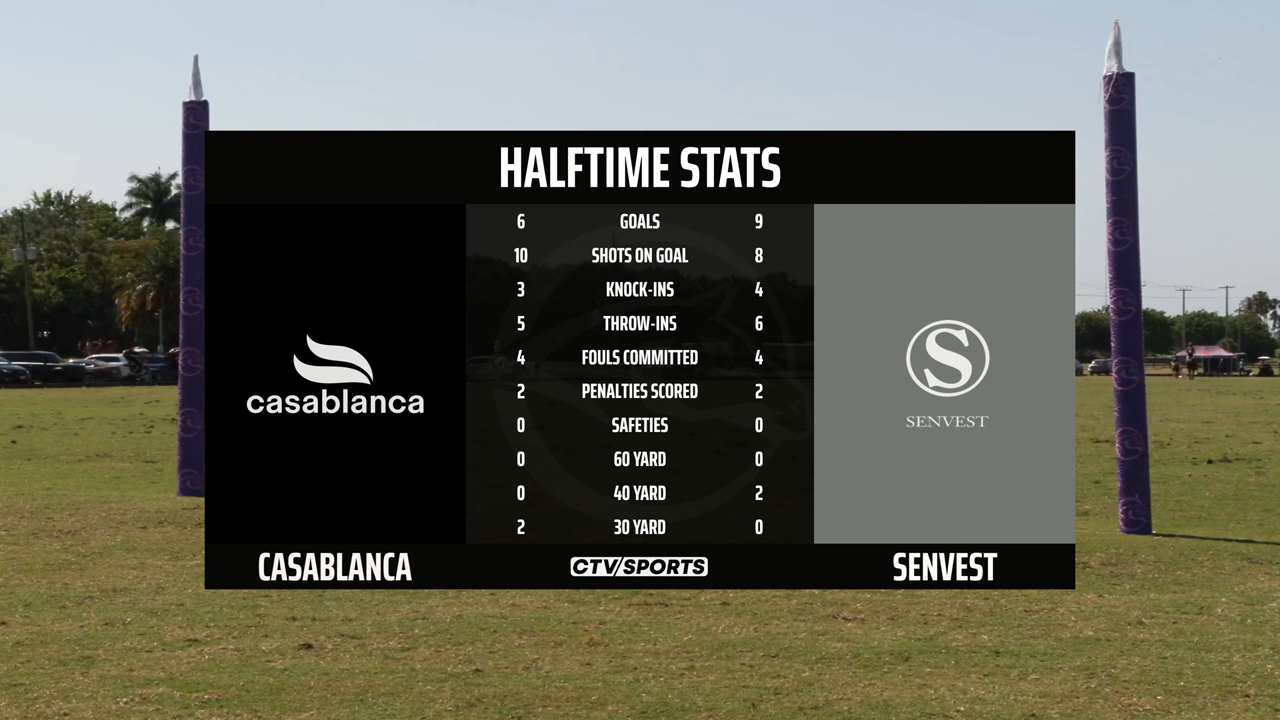 HALFTIME STATS
6 GOALS 9
10 SHOTS ON GOAL 8
3 KNOCK-INS 4
5 THROW-INS 6
4 FOULS COMMITTED 4
2 PENALTIES SCORED 2
0 SAFETIES 0
0 60 YARD 0
0 40 YARD 2
2 30 YARD 0
casablanca
S
SENVEST
CASABLANCA CTV/SPORTS SENVEST